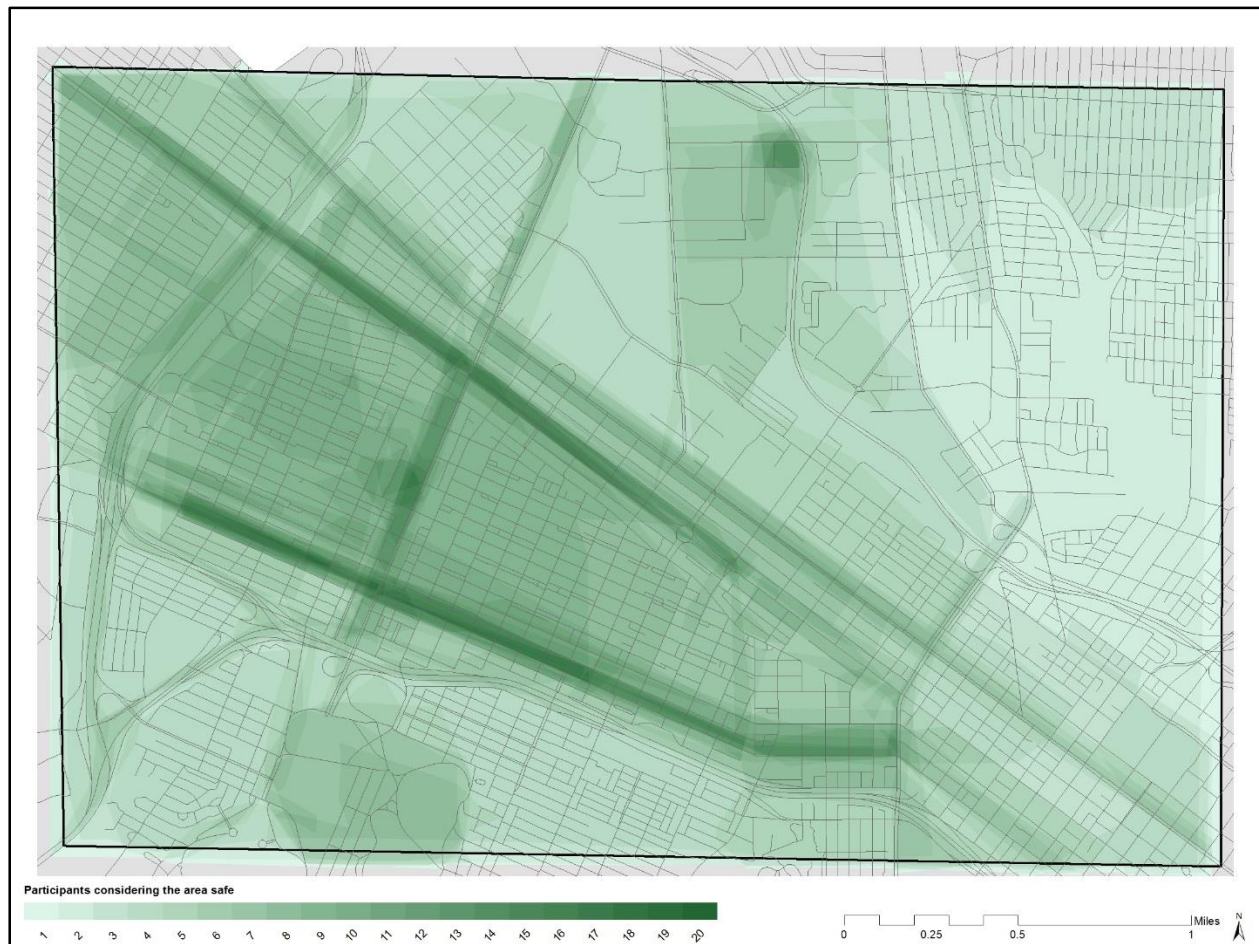 Participants considering the area safe
1 2 3 4 5 6 7 8 9 10 11 12 13 14 15 16 17 18 19 20
Miles
0 0.25 0.5 1
N